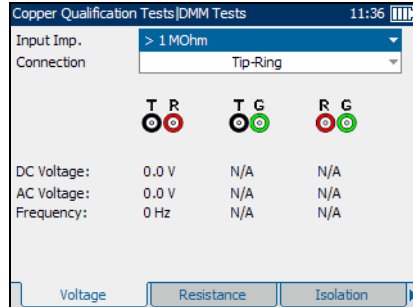 Copper Qualification Tests|DMM Tests 11:36
Input Imp. > 1 MOhm
Connection Tip-Ring
T R T G R G
DC Voltage: 0.0 V N/A N/A
AC Voltage: 0.0 V N/A N/A
Frequency: 0 Hz N/A N/A
Voltage Resistance Isolation